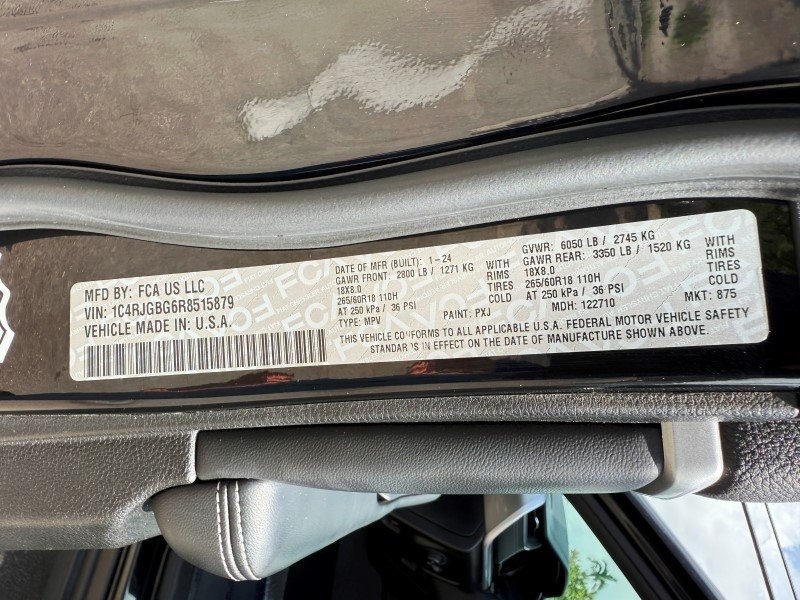 MFD BY: FCA US LLC
VIN: 1C4RJGBG6R8515879
VEHICLE MADE IN: U.S.A.
DATE OF MFR (BUILT): 1-24
GAWR FRONT: 2800 LB / 1271 KG WITH
18X8.0 RIMS
265/60R18 110H TIRES
AT 250 kPa / 36 PSI COLD
TYPE: MPV PAINT: PXJ
GVWR: 6050 LB / 2745 KG
GAWR REAR: 3350 LB / 1520 KG WITH
18X8.0 RIMS
265/60R18 110H TIRES
AT 250 kPa / 36 PSI COLD
MDH: 122710 MKT: 875
THIS VEHICLE CONFORMS TO ALL APPLICABLE U.S.A. FEDERAL MOTOR VEHICLE SAFETY
STANDARDS IN EFFECT ON THE DATE OF MANUFACTURE SHOWN ABOVE.